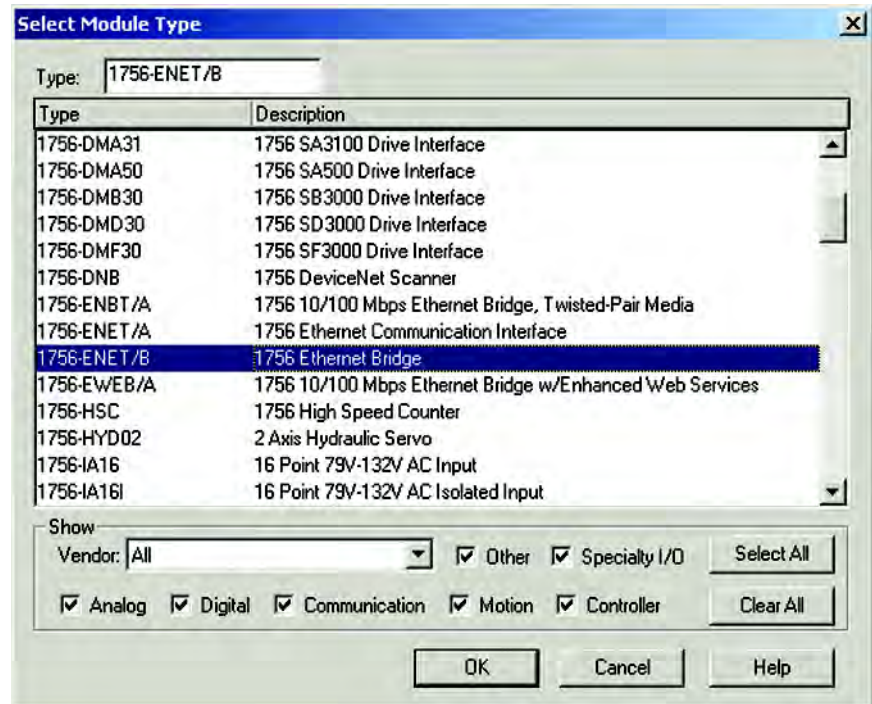 Select Module Type
Type: 1756-ENET/B
Type Description
1756-DMA31 1756 SA3100 Drive Interface
1756-DMA50 1756 SA500 Drive Interface
1756-DMB30 1756 SB3000 Drive Interface
1756-DMD30 1756 SD3000 Drive Interface
1756-DMF30 1756 SF3000 Drive Interface
1756-DNB 1756 DeviceNet Scanner
1756-ENBT/A 1756 10/100 Mbps Ethernet Bridge, Twisted-Pair Media
1756-ENET/A 1756 Ethernet Communication Interface
1756-ENET/B 1756 Ethernet Bridge
1756-EWEB/A 1756 10/100 Mbps Ethernet Bridge w/Enhanced Web Services
1756-HSC 1756 High Speed Counter
1756-HYD02 2 Axis Hydraulic Servo
1756-IA16 16 Point 79V-132V AC Input
1756-IA16I 16 Point 79V-132V AC Isolated Input
Show
Vendor: All Other Specialty I/O Select All
Analog Digital Communication Motion Controller Clear All
OK Cancel Help